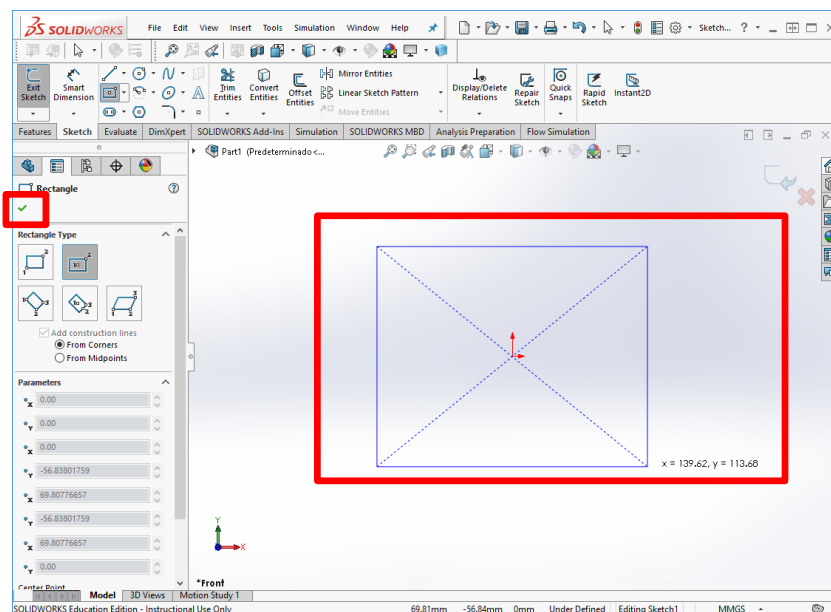 SOLIDWORKS File Edit View Insert Tools Simulation Window Help Sketch... ?
Exit Sketch
Smart Dimension
Trim Entities
Convert Entities
Offset Entities
Mirror Entities
Linear Sketch Pattern
Move Entities
Display/Delete Relations
Repair Sketch
Quick Snaps
Rapid Sketch
Instant2D
Features Sketch Evaluate DimXpert SOLIDWORKS Add-Ins Simulation SOLIDWORKS MBD Analysis Preparation Flow Simulation
Part1 (Predeterminado<...
Rectangle
Rectangle Type
Add construction lines
From Corners
From Midpoints
Parameters
x 0.00
Y 0.00
x 0.00
Y -56.83801759
x 69.80776657
Y -56.83801759
x 69.80776657
Y 0.00
Center Point
x = 139.62, y = 113.68
Y
X
*Front
Model 3D Views Motion Study 1
SOLIDWORKS Education Edition - Instructional Use Only 69.81mm -56.84mm 0mm Under Defined Editing Sketch1 MMGS